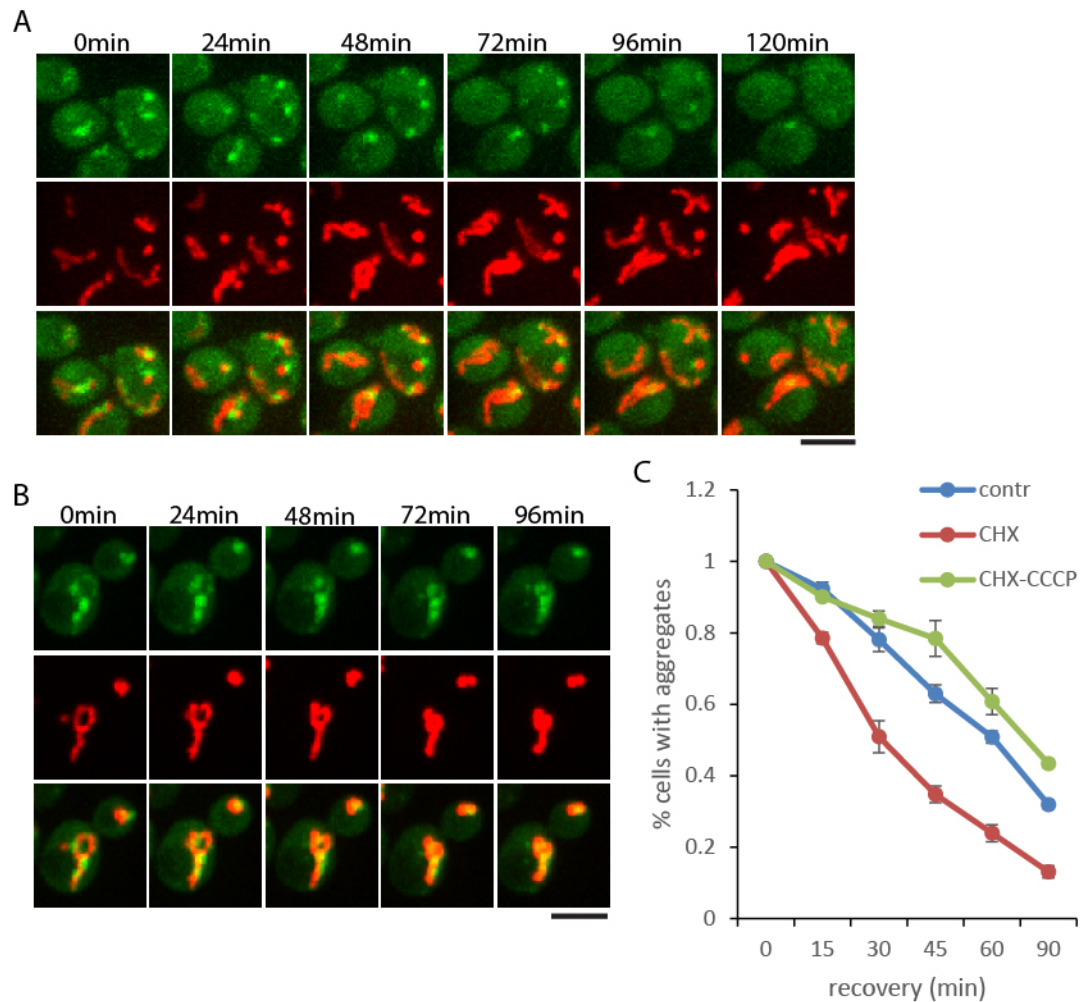 A
0min 24min 48min 72min 96min 120min
B
0min 24min 48min 72min 96min
C
1.2
1
0.8
0.6
0.4
0.2
0
% cells with aggregates
contr
CHX
CHX-CCCP
0 15 30 45 60 90
recovery (min)